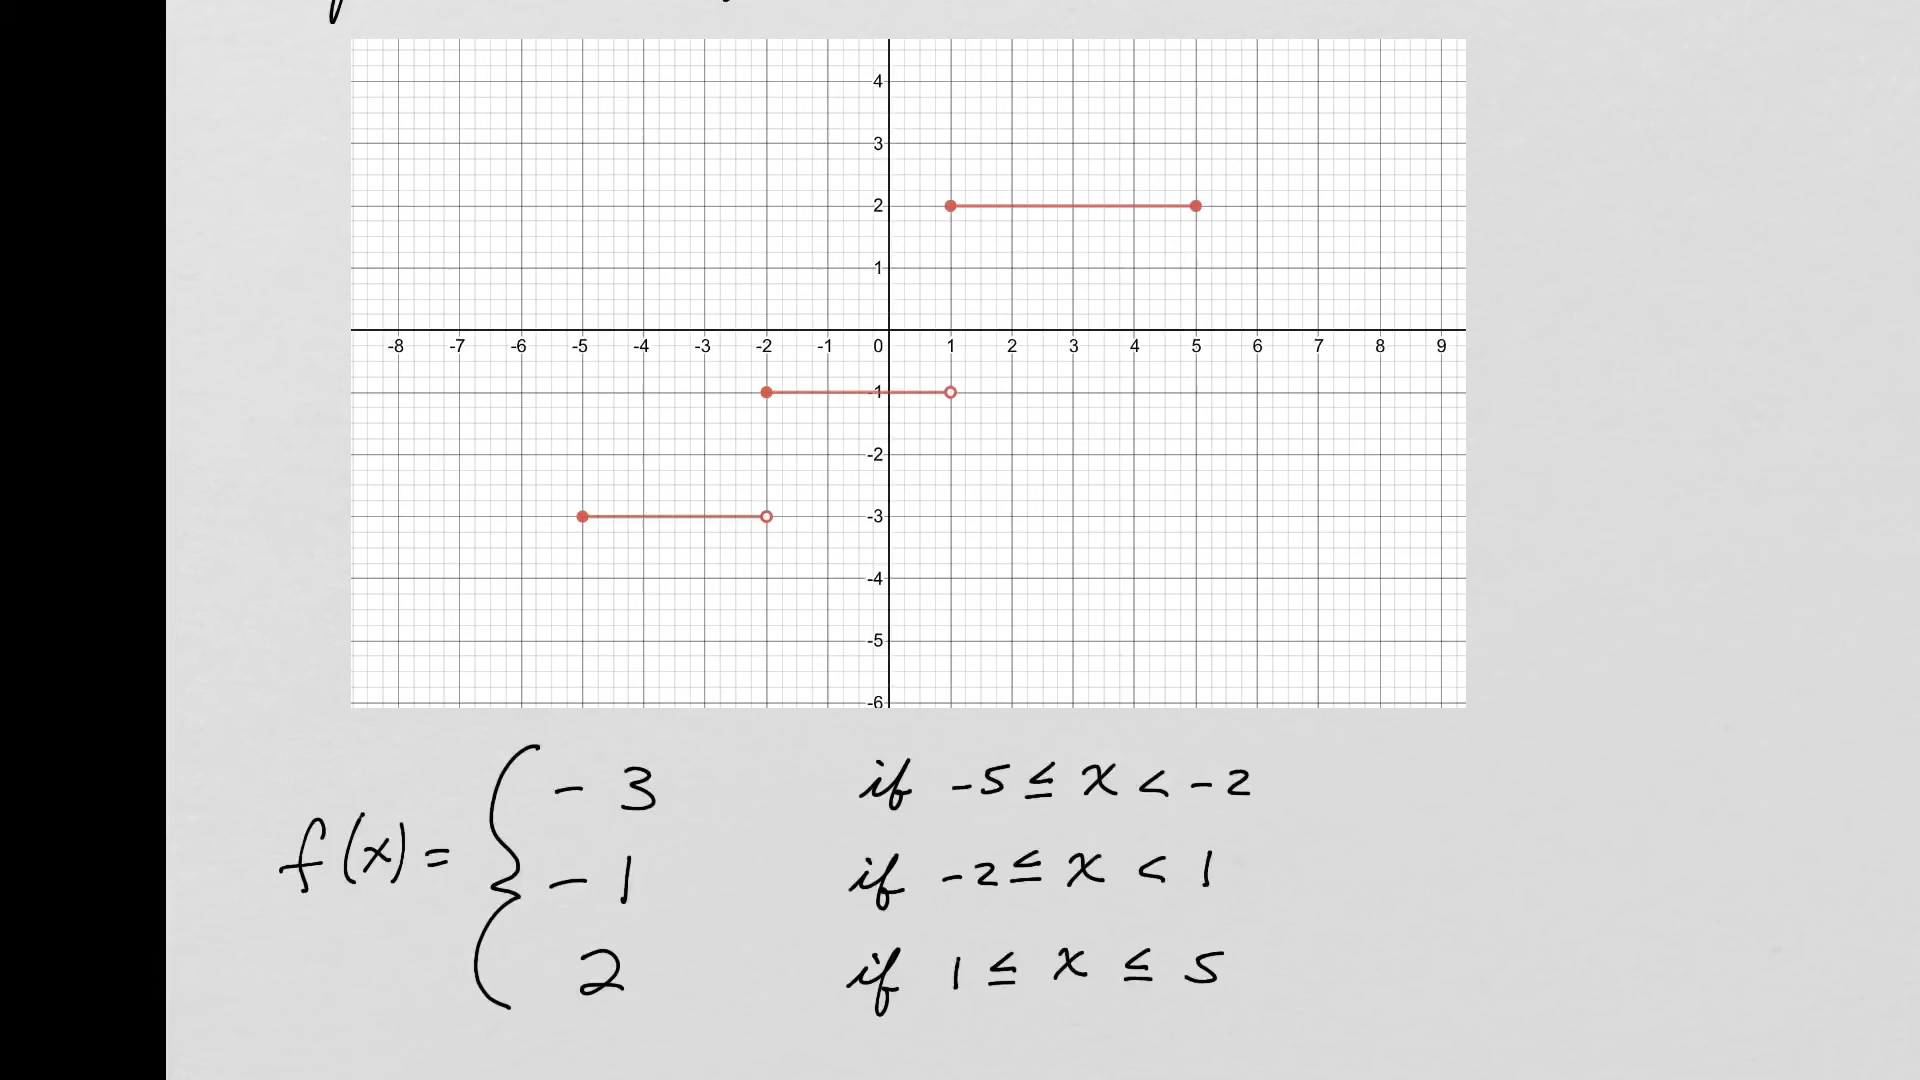 4
3
2
1
-8 -7 -6 -5 -4 -3 -2 -1 0 1 2 3 4 5 6 7 8 9
-1
-2
-3
-4
-5
-6
f(x) = { -3 if -5 ≤ x < -2
-1 if -2 ≤ x < 1
2 if 1 ≤ x ≤ 5